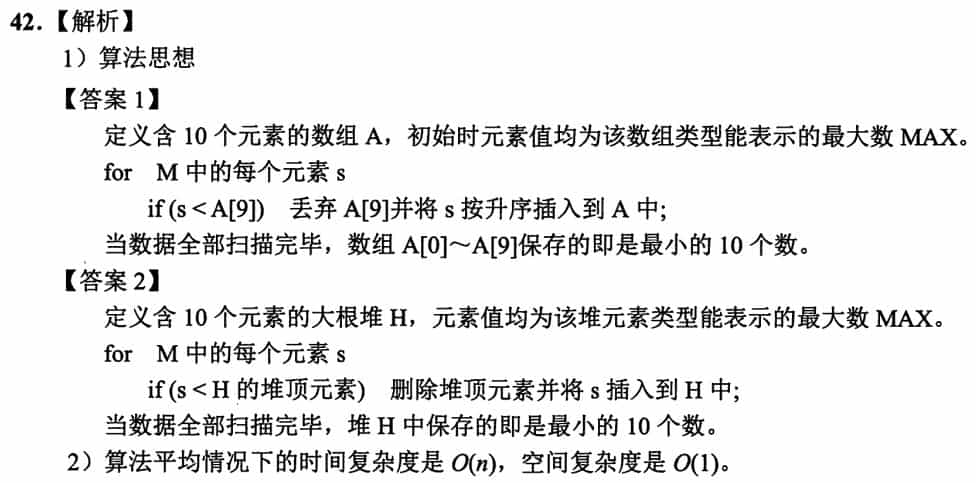 42.【解析】
1）算法思想
【答案 1】
定义含 10 个元素的数组 A，初始时元素值均为该数组类型能表示的最大数 MAX。
for M 中的每个元素 s
if (s < A[9]) 丢弃 A[9]并将 s 按升序插入到 A 中;
当数据全部扫描完毕，数组 A[0]～A[9]保存的即是最小的 10 个数。
【答案 2】
定义含 10 个元素的大根堆 H，元素值均为该堆元素类型能表示的最大数 MAX。
for M 中的每个元素 s
if (s < H 的堆顶元素) 删除堆顶元素并将 s 插入到 H 中;
当数据全部扫描完毕，堆 H 中保存的即是最小的 10 个数。
2）算法平均情况下的时间复杂度是 O(n)，空间复杂度是 O(1)。